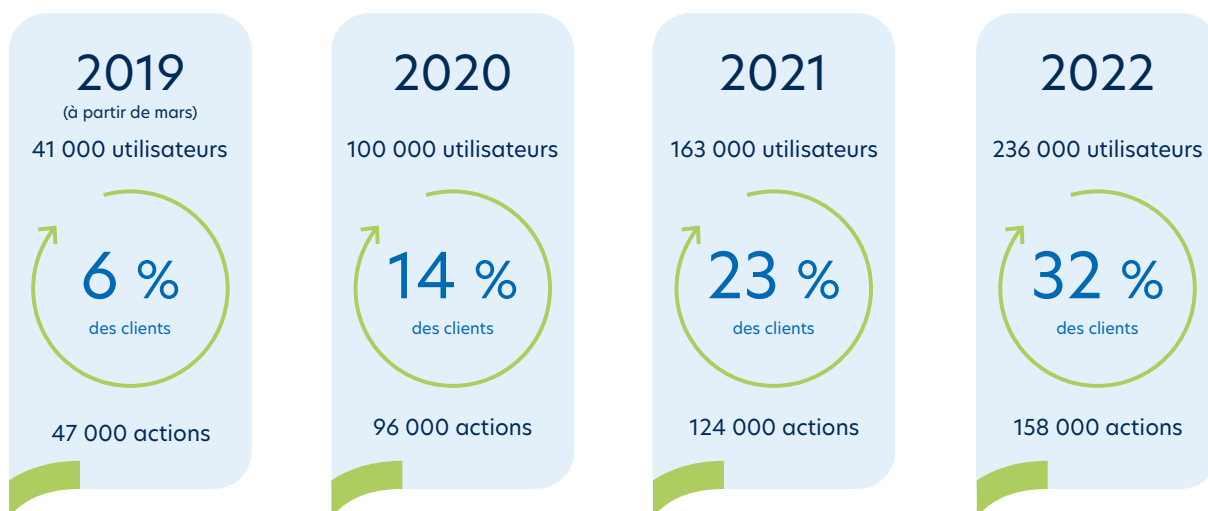 2019
(à partir de mars)
41 000 utilisateurs
6 %
des clients
47 000 actions
2020
100 000 utilisateurs
14 %
des clients
96 000 actions
2021
163 000 utilisateurs
23 %
des clients
124 000 actions
2022
236 000 utilisateurs
32 %
des clients
158 000 actions